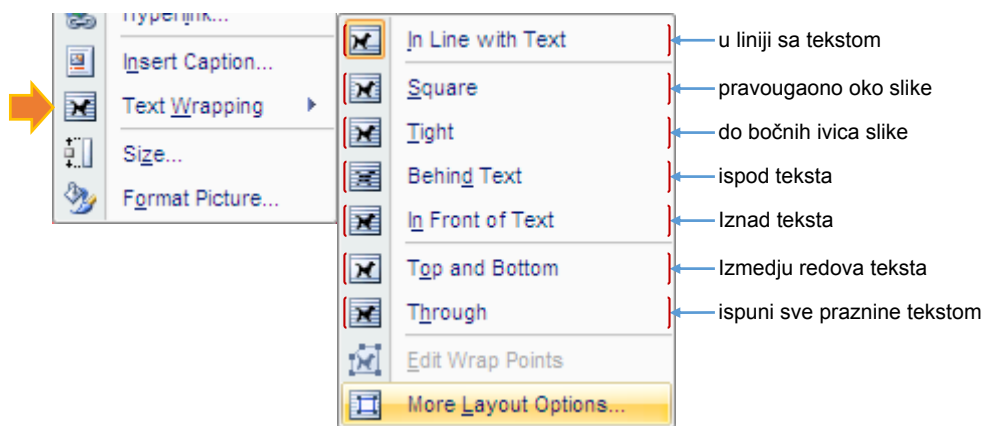 Hyperlink...
Insert Caption...
Text Wrapping
Size...
Format Picture...
In Line with Text
Square
Tight
Behind Text
In Front of Text
Top and Bottom
Through
Edit Wrap Points
More Layout Options...
u liniji sa tekstom
pravougaono oko slike
do bočnih ivica slike
ispod teksta
Iznad teksta
Izmedju redova teksta
ispuni sve praznine tekstom